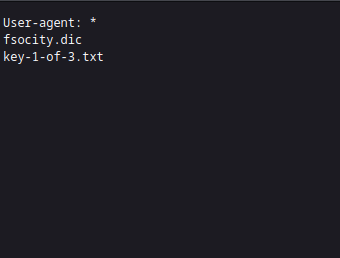 User-agent: *
fsocity.dic
key-1-of-3.txt